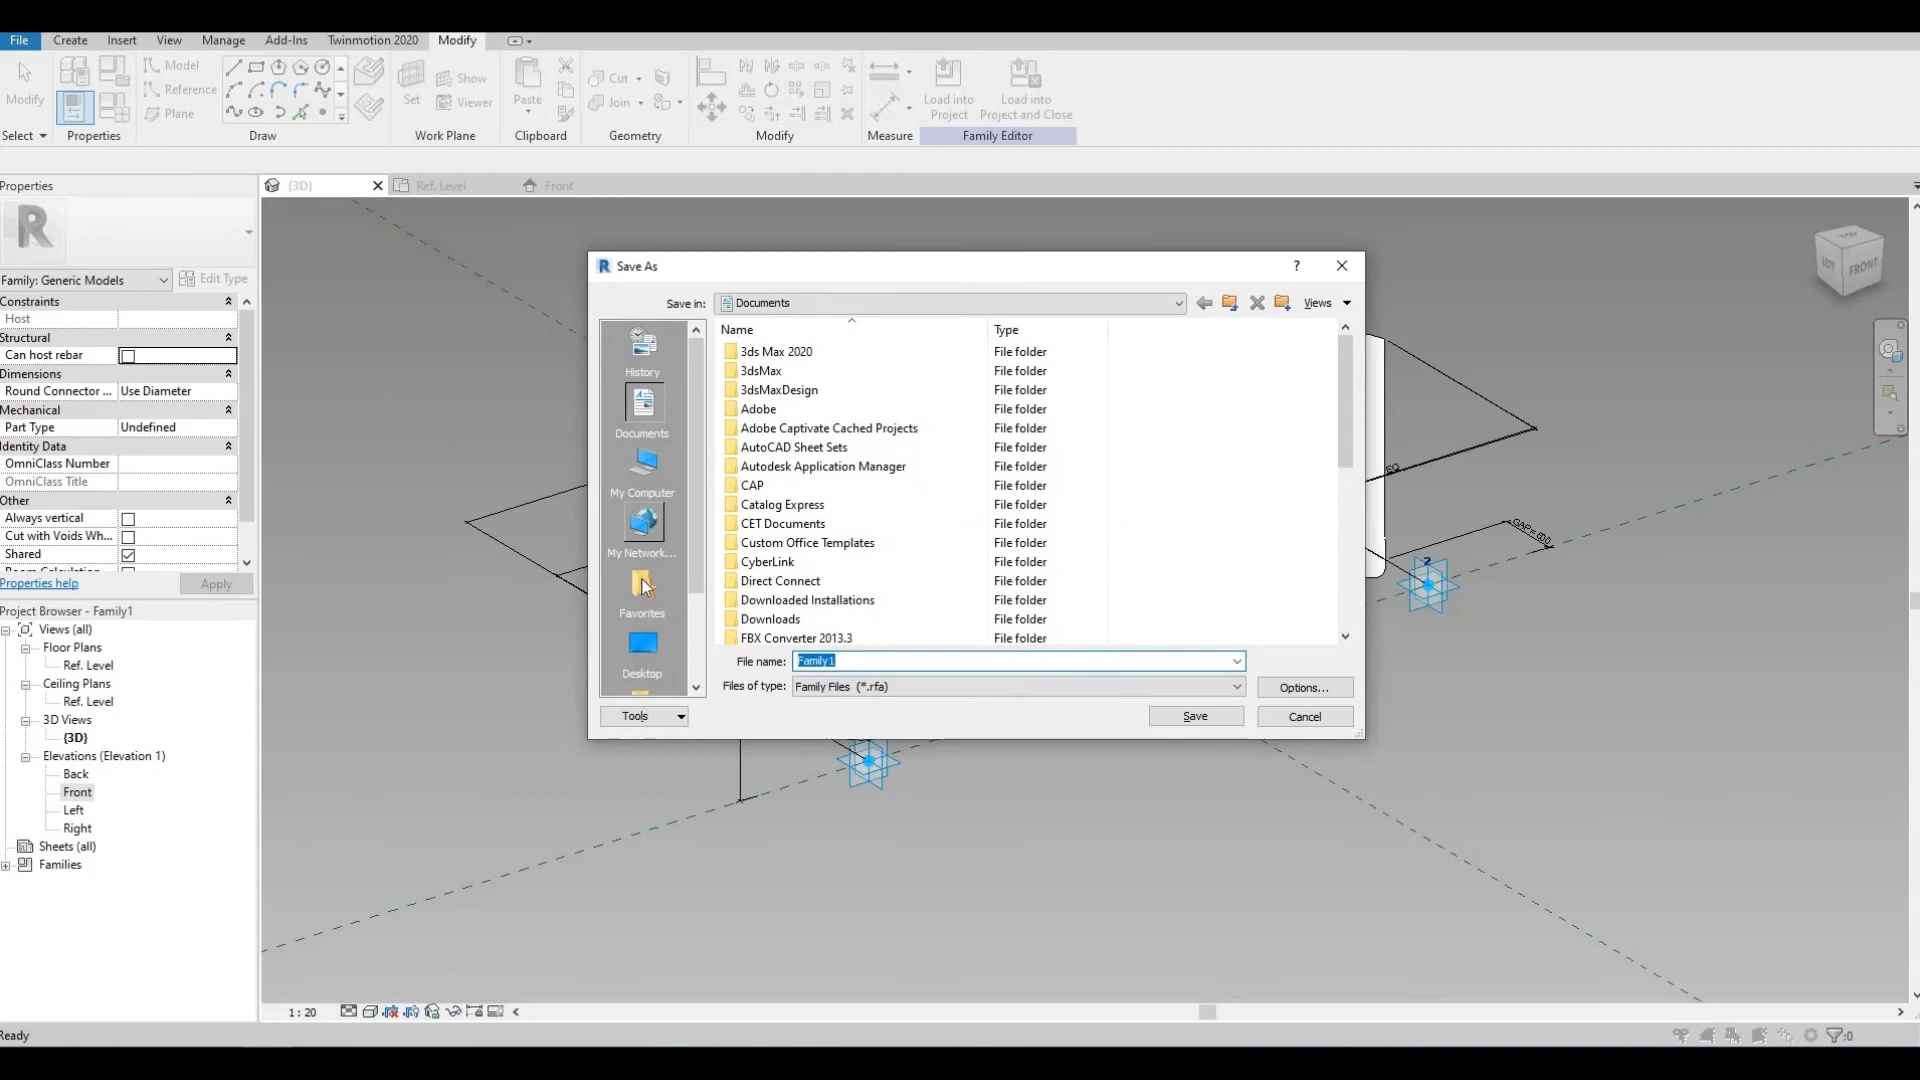 File Create Insert View Manage Add-Ins Twinmotion 2020 Modify
Modify
Model
Reference
Plane
Set
Show
Viewer
Paste
Cut
Join
Load into Project
Load into Project and Close
Select Properties Draw Work Plane Clipboard Geometry Modify Measure Family Editor
Properties
{3D} Ref. Level Front
R
Family: Generic Models Edit Type
Constraints
Host
Structural
Can host rebar
Dimensions
Round Connector ... Use Diameter
Mechanical
Part Type Undefined
Identity Data
OmniClass Number
OmniClass Title
Other
Always vertical
Cut with Voids Wh...
Shared
Properties help Apply
Project Browser - Family1
Views (all)
Floor Plans
Ref. Level
Ceiling Plans
Ref. Level
3D Views
{3D}
Elevations (Elevation 1)
Back
Front
Left
Right
Sheets (all)
Families
R Save As ?
Save in: Documents Views
Name Type
History
Documents
My Computer
My Network...
Favorites
Desktop
3ds Max 2020 File folder
3dsMax File folder
3dsMaxDesign File folder
Adobe File folder
Adobe Captivate Cached Projects File folder
AutoCAD Sheet Sets File folder
Autodesk Application Manager File folder
CAP File folder
Catalog Express File folder
CET Documents File folder
Custom Office Templates File folder
CyberLink File folder
Direct Connect File folder
Downloaded Installations File folder
Downloads File folder
FBX Converter 2013.3 File folder
File name: Family1
Files of type: Family Files (*.rfa) Options...
Tools Save Cancel
TOP
LEFT FRONT
EQ
GAP = 600
2
1 : 20
Ready
:0